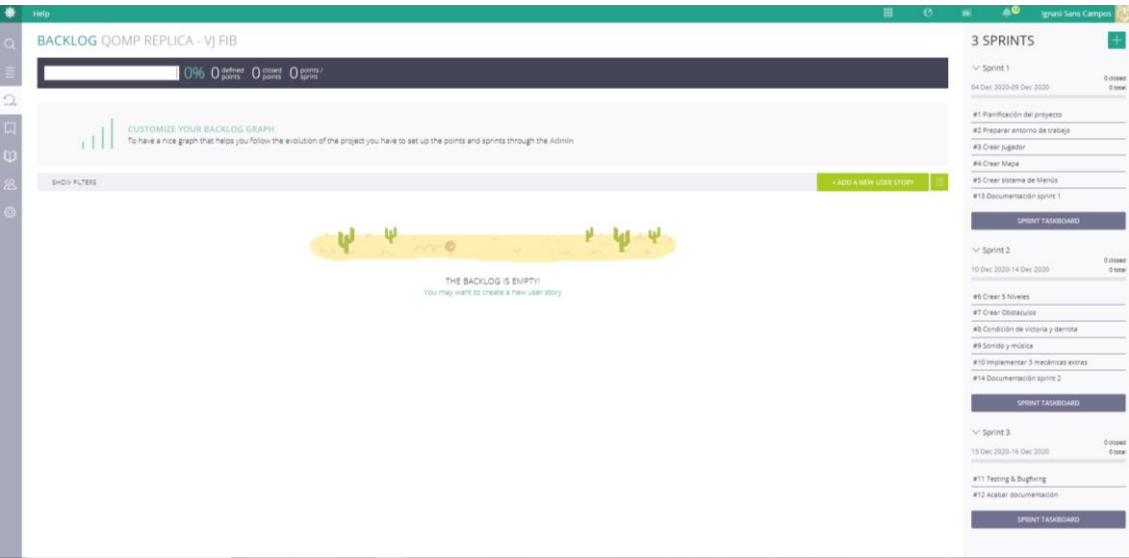 Help
Ignasi Sans Campos
BACKLOG QOMP REPLICA - VJ FIB
0% 0 defined points 0 closed points 0 points / sprint
CUSTOMIZE YOUR BACKLOG GRAPH
To have a nice graph that helps you follow the evolution of the project you have to set up the points and sprints through the Admin
SHOW FILTERS
+ ADD A NEW USER STORY
THE BACKLOG IS EMPTY!
You may want to create a new user story
3 SPRINTS
Sprint 1
0 closed
04 Dec 2020-09 Dec 2020
0 total
#1 Planificación del proyecto
#2 Preparar entorno de trabajo
#3 Crear Jugador
#4 Crear Mapa
#5 Crear sistema de Menús
#13 Documentación sprint 1
SPRINT TASKBOARD
Sprint 2
0 closed
10 Dec 2020-14 Dec 2020
0 total
#6 Crear 5 Niveles
#7 Crear Obstaculos
#8 Condición de victoria y derrota
#9 Sonido y música
#10 Implementar 3 mecánicas extras
#14 Documentación sprint 2
SPRINT TASKBOARD
Sprint 3
0 closed
15 Dec 2020-16 Dec 2020
0 total
#11 Testing & Bugfixing
#12 Acabar documentación
SPRINT TASKBOARD